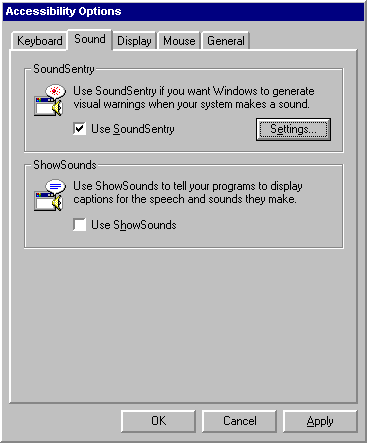 Accessibility Options
Keyboard Sound Display Mouse General
SoundSentry
Use SoundSentry if you want Windows to generate
visual warnings when your system makes a sound.
Use SoundSentry
Settings...
ShowSounds
Use ShowSounds to tell your programs to display
captions for the speech and sounds they make.
Use ShowSounds
OK Cancel Apply